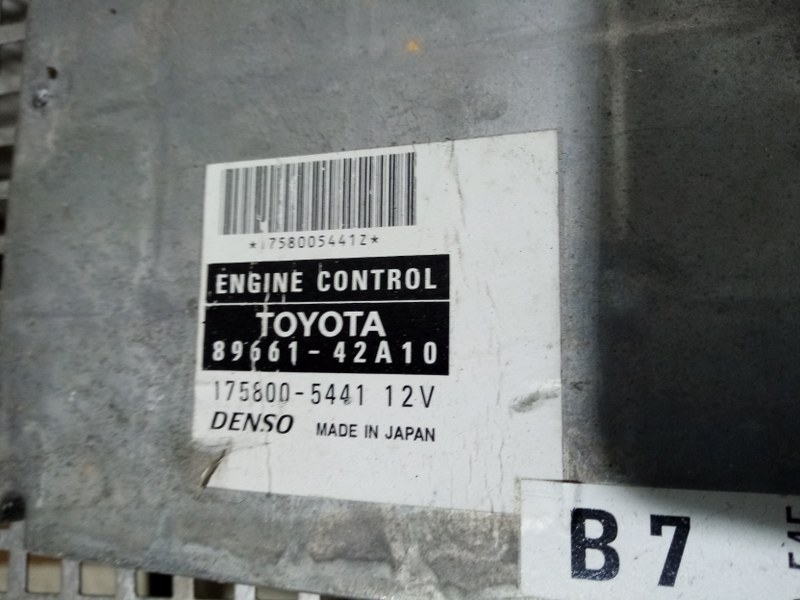 *1758005441Z*
ENGINE CONTROL
TOYOTA
89661-42A10
175800-5441 12V
DENSO MADE IN JAPAN
B7